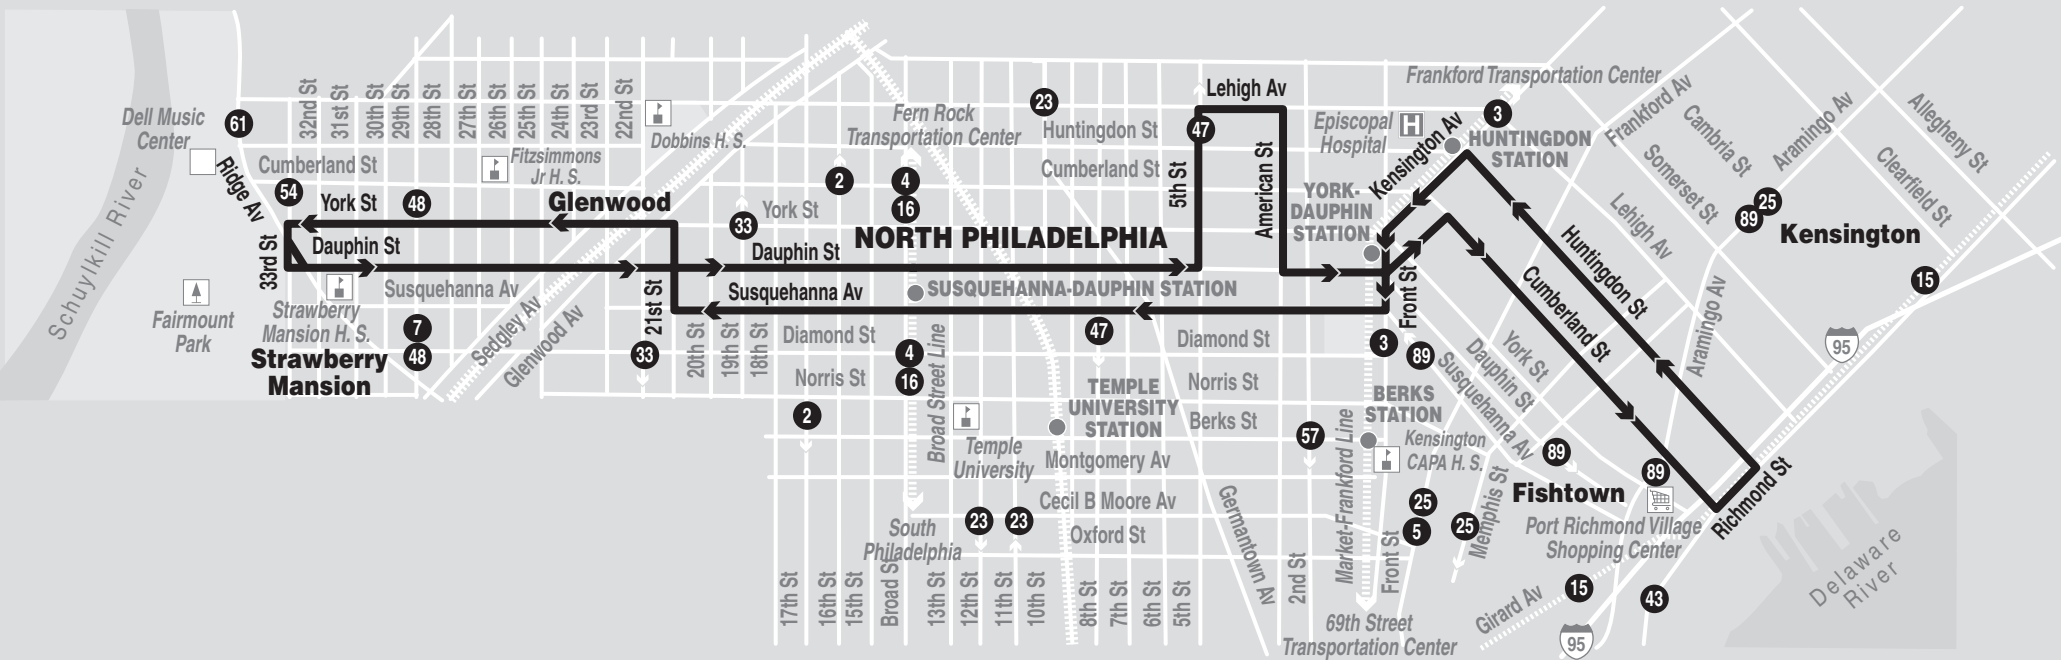 32nd St
31st St
30th St
29th St
28th St
27th St
26th St
25th St
24th St
23rd St
22nd St
Dobbins H. S.
Dell Music
Center
61
Ridge Av
Cumberland St
Fitzsimmons
Jr H. S.
54
York St
48
Glenwood
33rd St
Dauphin St
Schuylkill River
Fairmount
Park
Strawberry
Mansion H. S.
Susquehanna Av
7
48
Strawberry
Mansion
Sedgley Av
Glenwood Av
21st St
33
20th St
19th St
18th St
33
York St
Dauphin St
Susquehanna Av
Diamond St
Norris St
2
2
Fern Rock
Transportation Center
4
16
NORTH PHILADELPHIA
SUSQUEHANNA-DAUPHIN STATION
4
16
Broad Street Line
Temple
University
South
Philadelphia
23
Huntingdon St
Cumberland St
47
5th St
Lehigh Av
American St
47
TEMPLE
UNIVERSITY
STATION
Diamond St
Norris St
Berks St
Montgomery Av
Cecil B Moore Av
Oxford St
23
23
17th St
16th St
15th St
Broad St
13th St
12th St
11th St
10th St
8th St
7th St
6th St
5th St
Germantown Av
2nd St
57
Market-Frankford Line
Front St
69th Street
Transportation Center
Frankford Transportation Center
Episcopal
Hospital
H
Kensington Av
3
HUNTINGDON
STATION
YORK-
DAUPHIN
STATION
Front St
3
89
BERKS
STATION
Kensington
CAPA H. S.
25
5
25
Memphis St
Susquehanna Av
Dauphin St
York St
Cumberland St
Huntingdon St
Lehigh Av
Somerset St
Cambria St
Frankford Av
Aramingo Av
Allegheny St
Clearfield St
25
89
Kensington
15
95
Aramingo Av
89
89
Fishtown
Port Richmond Village
Shopping Center
Richmond St
15
43
Girard Av
95
Delaware
River